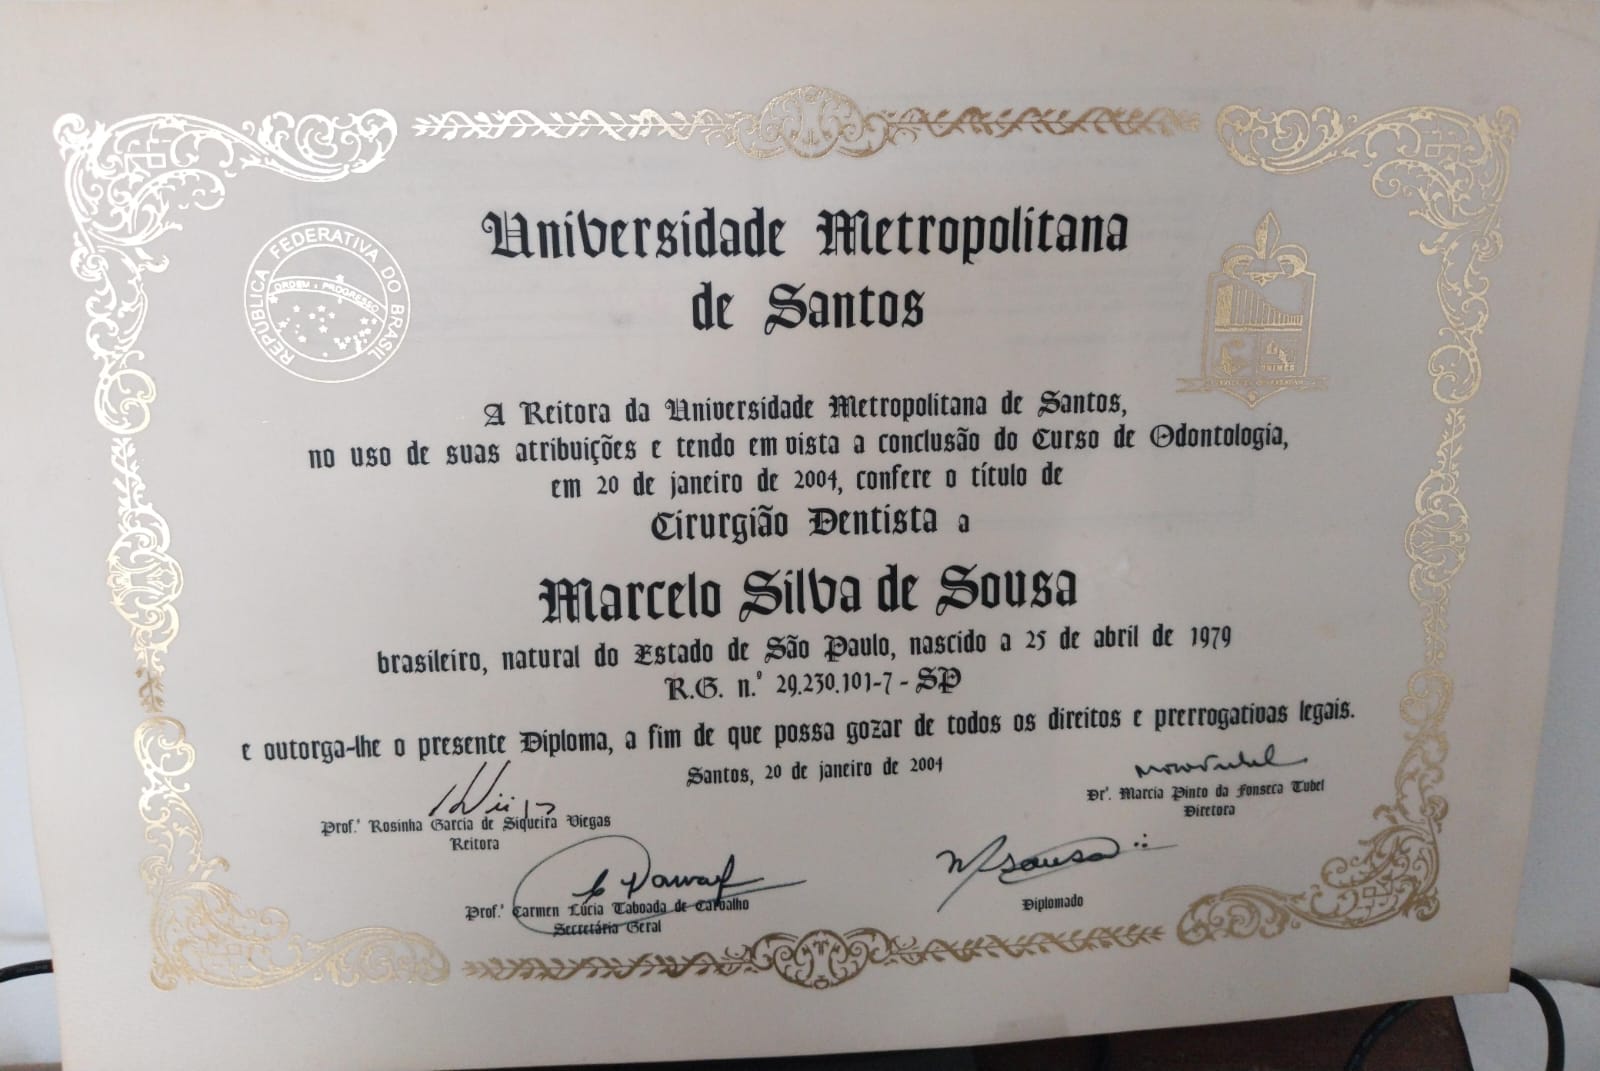 Universidade Metropolitana
de Santos
REPÚBLICA FEDERATIVA DO BRASIL
ORDEM E PROGRESSO
UNIMES
A Reitora da Universidade Metropolitana de Santos,
no uso de suas atribuições e tendo em vista a conclusão do Curso de Odontologia,
em 20 de janeiro de 2004, confere o título de
Cirurgião Dentista a
Marcelo Silva de Sousa
brasileiro, natural do Estado de São Paulo, nascido a 25 de abril de 1979
R.G. n.º 29.230.101-7 - SP
e outorga-lhe o presente Diploma, a fim de que possa gozar de todos os direitos e prerrogativas legais.
Santos, 20 de janeiro de 2004
Prof.ª Rosinha Garcia de Siqueira Viegas
Reitora
Drª. Marcia Pinto da Fonseca Tubel
Diretora
Prof.ª Carmen Lúcia Taboada de Carvalho
Secretária Geral
MSsousa
Diplomado